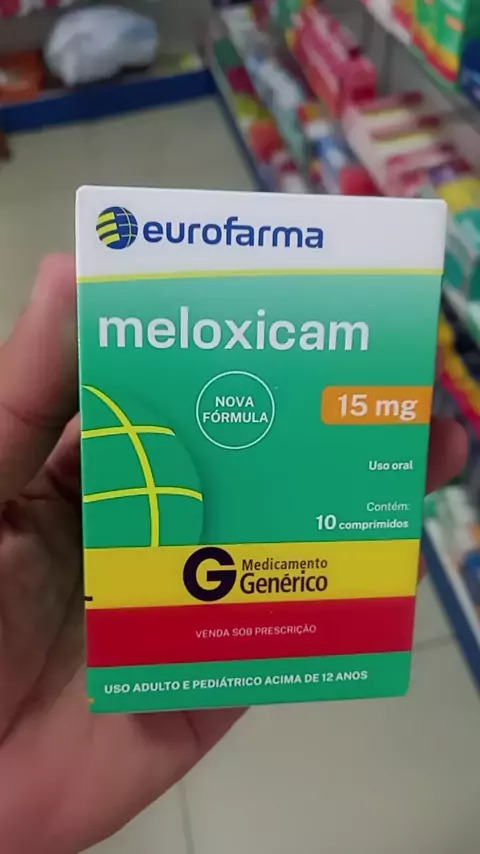 eurofarma
meloxicam
NOVA
FÓRMULA
15 mg
Uso oral
Contém:
10 comprimidos
G Medicamento
Genérico
VENDA SOB PRESCRIÇÃO
USO ADULTO E PEDIÁTRICO ACIMA DE 12 ANOS